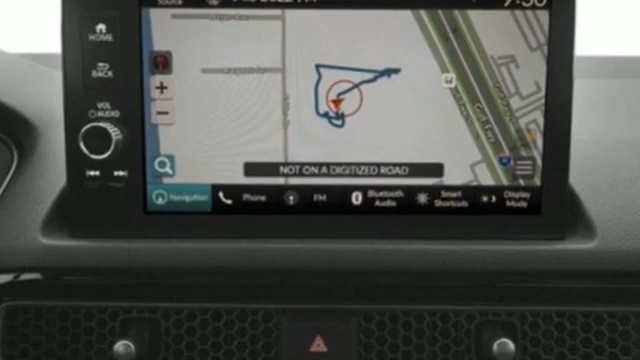 HOME
BACK
VOL
AUDIO
+
−
NOT ON A DIGITIZED ROAD
Navigation
Phone
FM
Bluetooth Audio
Smart Shortcuts
Display Mode